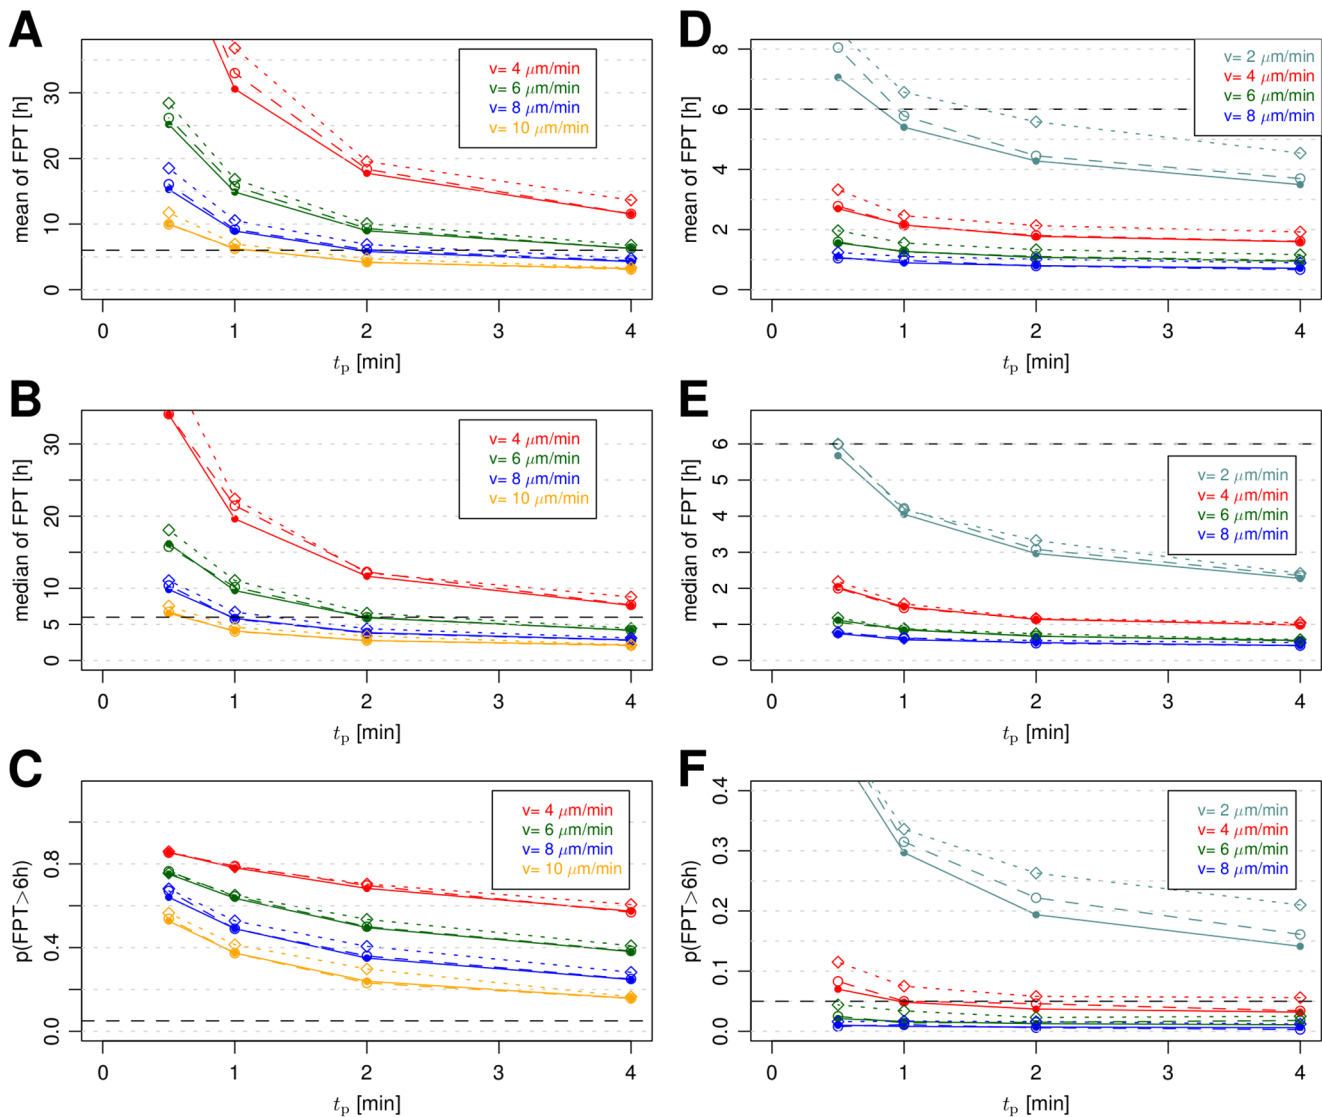 A
mean of FPT [h]
0 10 20 30
v= 4 μm/min
v= 6 μm/min
v= 8 μm/min
v= 10 μm/min
0 1 2 3 4
tp [min]
D
mean of FPT [h]
0 2 4 6 8
v= 2 μm/min
v= 4 μm/min
v= 6 μm/min
v= 8 μm/min
0 1 2 3 4
tp [min]
B
median of FPT [h]
0 5 10 20 30
v= 4 μm/min
v= 6 μm/min
v= 8 μm/min
v= 10 μm/min
0 1 2 3 4
tp [min]
E
median of FPT [h]
0 1 2 3 4 5 6
v= 2 μm/min
v= 4 μm/min
v= 6 μm/min
v= 8 μm/min
0 1 2 3 4
tp [min]
C
p(FPT>6h)
0.0 0.4 0.8
v= 4 μm/min
v= 6 μm/min
v= 8 μm/min
v= 10 μm/min
0 1 2 3 4
tp [min]
F
p(FPT>6h)
0.0 0.1 0.2 0.3 0.4
v= 2 μm/min
v= 4 μm/min
v= 6 μm/min
v= 8 μm/min
0 1 2 3 4
tp [min]